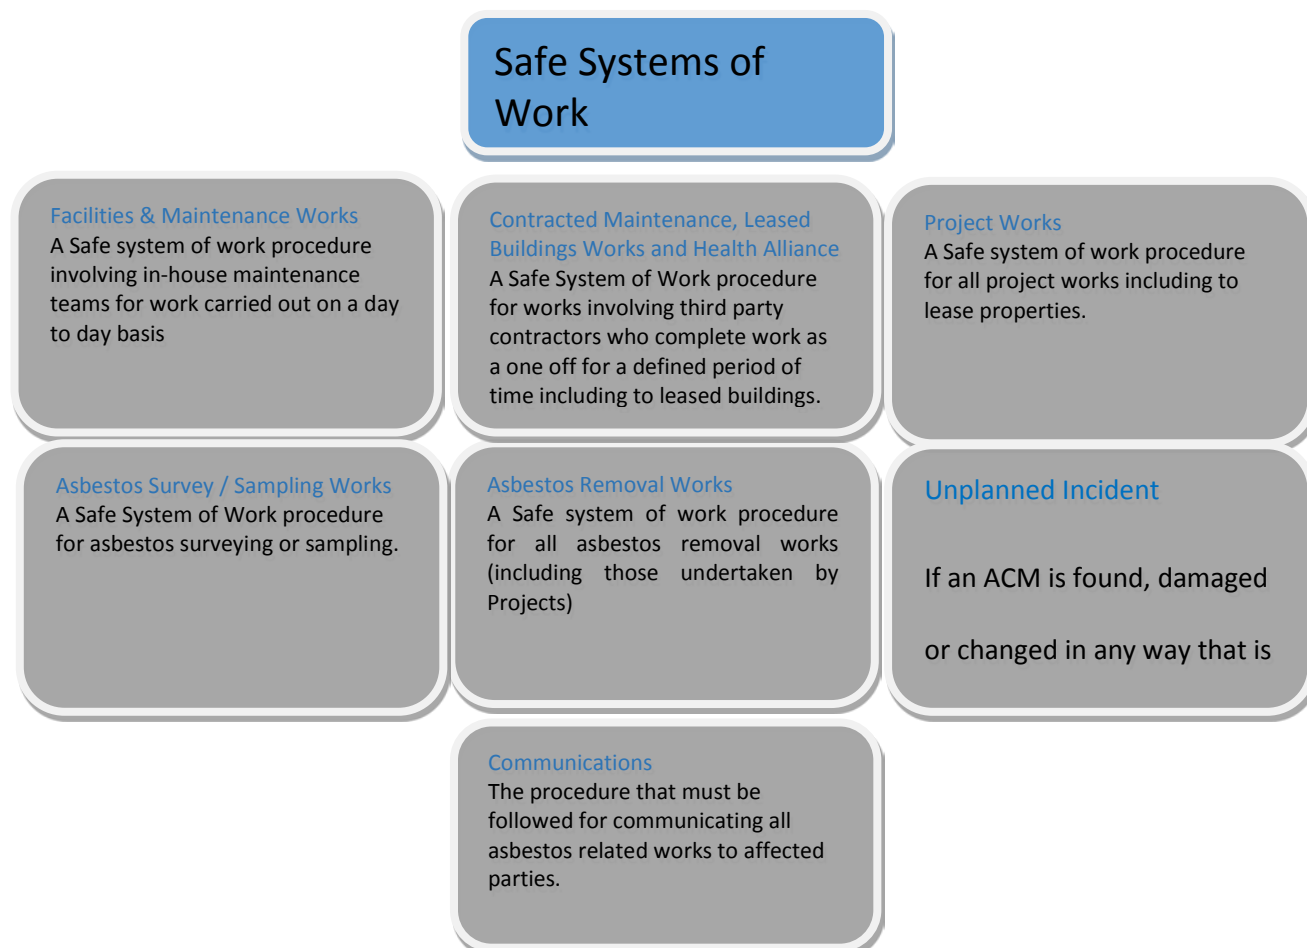 Safe Systems of
Work
Facilities & Maintenance Works
A Safe system of work procedure
involving in-house maintenance
teams for work carried out on a day
to day basis
Contracted Maintenance, Leased
Buildings Works and Health Alliance
A Safe System of Work procedure
for works involving third party
contractors who complete work as
a one off for a defined period of
time including to leased buildings.
Project Works
A Safe system of work procedure
for all project works including to
lease properties.
Asbestos Survey / Sampling Works
A Safe System of Work procedure
for asbestos surveying or sampling.
Asbestos Removal Works
A Safe system of work procedure
for all asbestos removal works
(including those undertaken by
Projects)
Unplanned Incident
If an ACM is found, damaged
or changed in any way that is
Communications
The procedure that must be
followed for communicating all
asbestos related works to affected
parties.